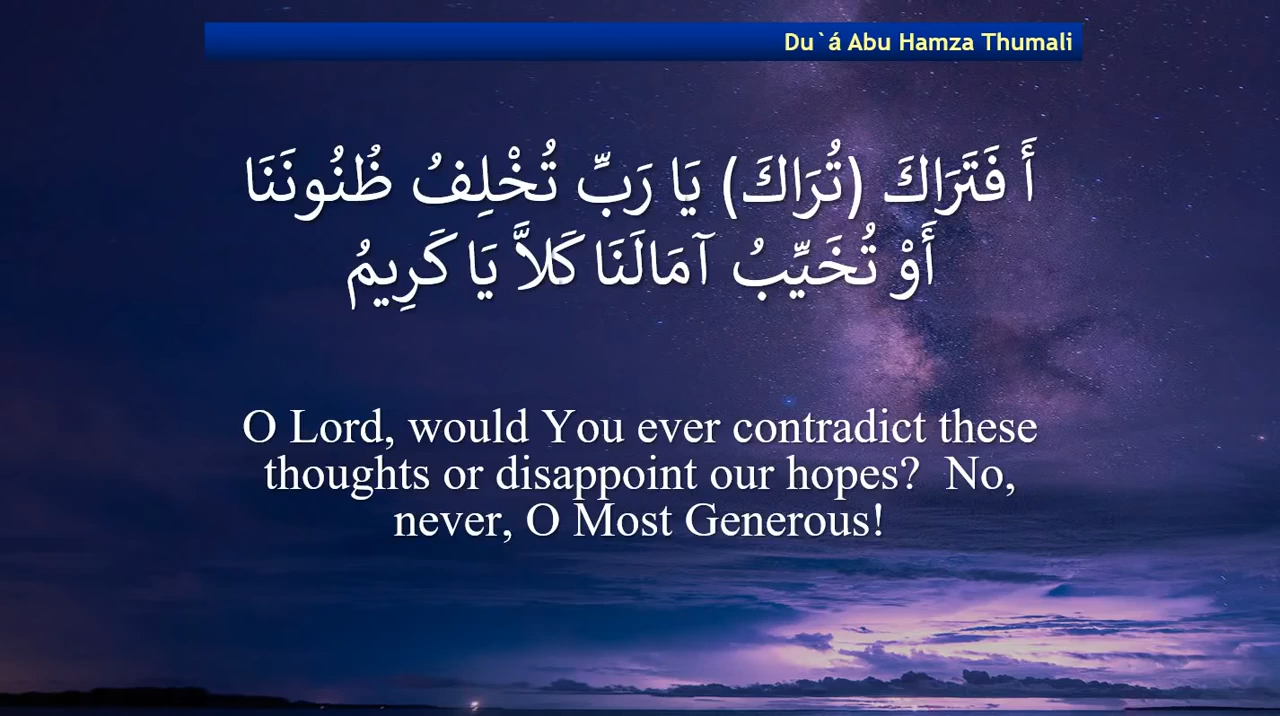 Du`á Abu Hamza Thumali
أَ فَتَرَاكَ (تُرَاكَ) يَا رَبِّ تُخْلِفُ ظُنُونَنَا
أَوْ تُخَيِّبُ آمَالَنَا كَلاَّ يَا كَرِيمُ
O Lord, would You ever contradict these
thoughts or disappoint our hopes?  No,
never, O Most Generous!